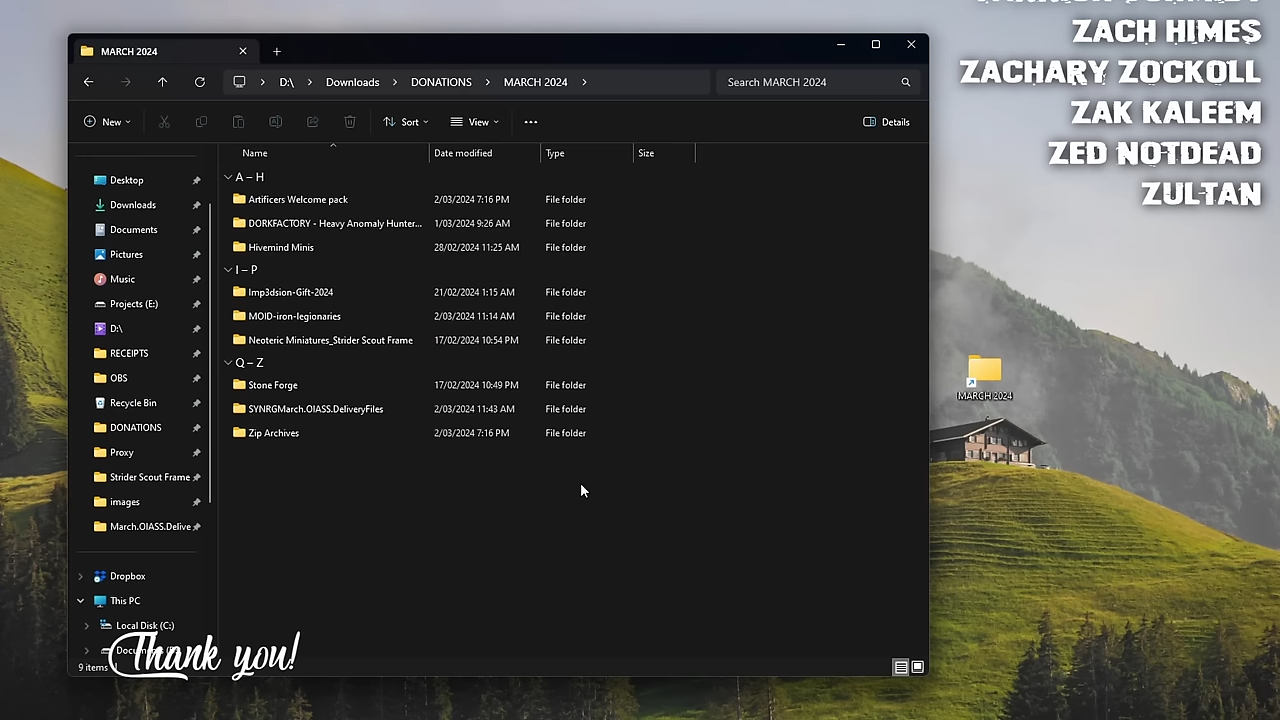 MARCH 2024
D:\ Downloads DONATIONS MARCH 2024
Search MARCH 2024
New
Sort
View
Details
Name Date modified Type Size
Desktop
Downloads
Documents
Pictures
Music
Projects (E:)
D:\
RECEIPTS
OBS
Recycle Bin
DONATIONS
Proxy
Strider Scout Frame
images
March.OIASS.Delive
Dropbox
This PC
Local Disk (C:)
A – H
Artificers Welcome pack 2/03/2024 7:16 PM File folder
DORKFACTORY - Heavy Anomaly Hunter... 1/03/2024 9:26 AM File folder
Hivemind Minis 28/02/2024 11:25 AM File folder
I – P
Imp3dsion-Gift-2024 21/02/2024 1:15 AM File folder
MOID-iron-legionaries 2/03/2024 11:14 AM File folder
Neoteric Miniatures_Strider Scout Frame 17/02/2024 10:54 PM File folder
Q – Z
Stone Forge 17/02/2024 10:49 PM File folder
SYNRGMarch.OIASS.DeliveryFiles 2/03/2024 11:43 AM File folder
Zip Archives 2/03/2024 7:16 PM File folder
9 items
Thank you!
ZACH HIMES
ZACHARY ZOCKOLL
ZAK KALEEM
ZED NOTDEAD
ZULTAN
MARCH 2024